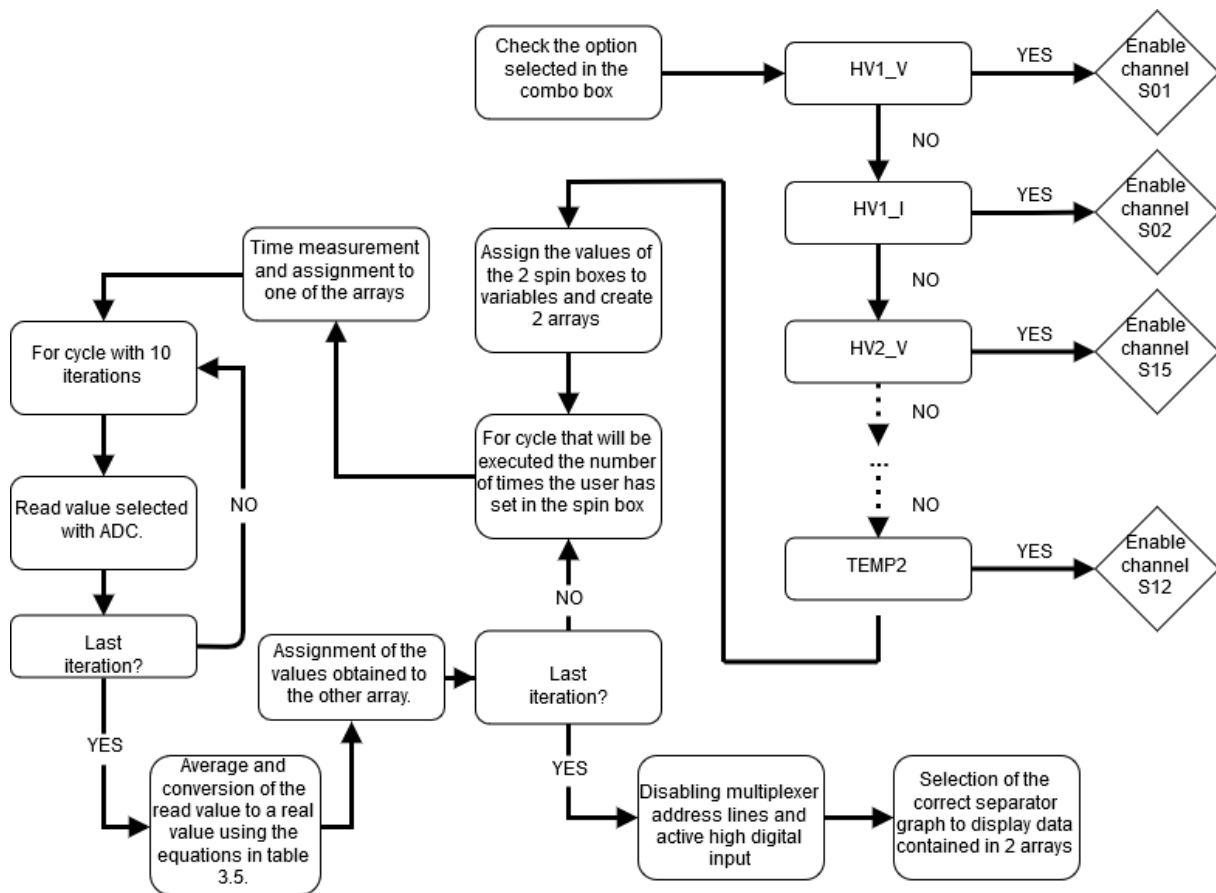 Check the option
selected in the
combo box
HV1_V
YES
Enable
channel
S01
NO
HV1_I
YES
Enable
channel
S02
NO
HV2_V
YES
Enable
channel
S15
NO
...
NO
TEMP2
YES
Enable
channel
S12
Assign the values of
the 2 spin boxes to
variables and create
2 arrays
For cycle that will be
executed the number
of times the user has
set in the spin box
Time measurement
and assignment to
one of the arrays
For cycle with 10
iterations
Read value selected
with ADC.
NO
Last
iteration?
YES
Average and
conversion of the
read value to a real
value using the
equations in table
3.5.
Assignment of the
values obtained to
the other array.
NO
Last
iteration?
YES
Disabling multiplexer
address lines and
active high digital
input
Selection of the
correct separator
graph to display data
contained in 2 arrays